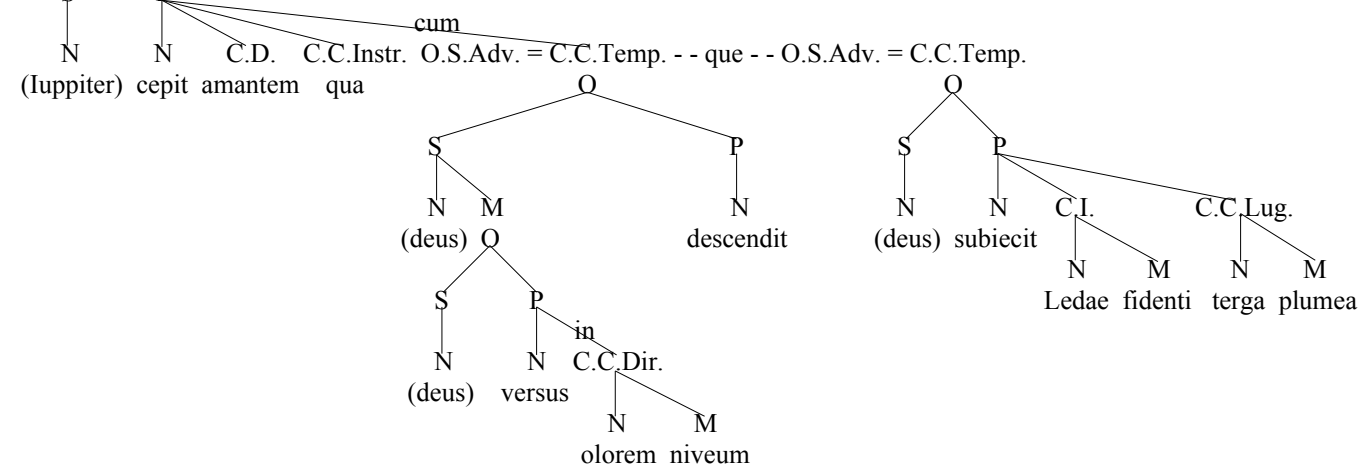 cum
N N C.D. C.C.Instr. O.S.Adv. = C.C.Temp. - - que - - O.S.Adv. = C.C.Temp.
(Iuppiter) cepit amantem qua
O O
S P S P
N M N N N C.I. C.C.Lug.
(deus) O descendit (deus) subiecit
N M N M
Ledae fidenti terga plumea
S P
in
N N C.C.Dir.
(deus) versus
N M
olorem niveum